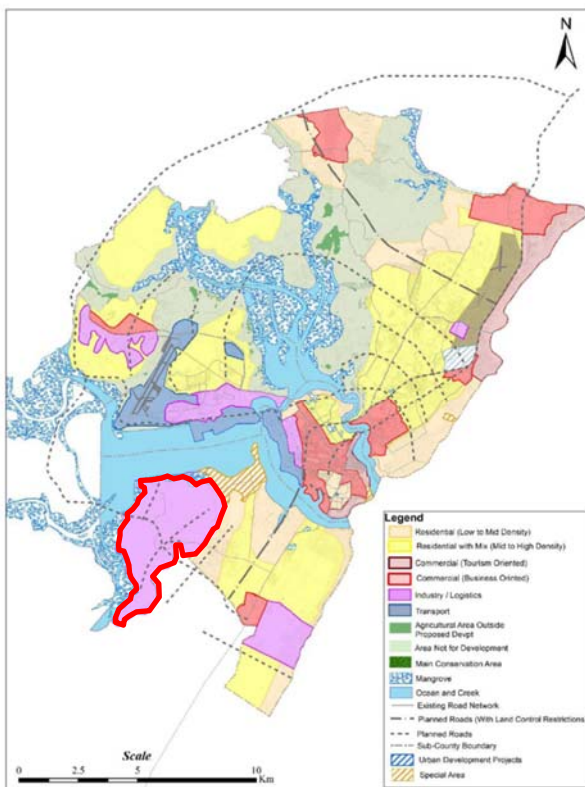 N
Legend
Residential (Low to Mid Density)
Residential with Mix (Mid to High Density)
Commercial (Tourism Oriented)
Commercial (Business Orinted)
Industry / Logistics
Transport
Agricultural Area Outside
Proposed Devpt
Area Not for Development
Main Conservation Area
Mangrove
Ocean and Creek
Existing Road Network
Planned Roads (With Land Control Restrictions
Planned Roads
Sub-County Boundary
Urban Development Projects
Special Area
Scale
0 2.5 5 10
Km